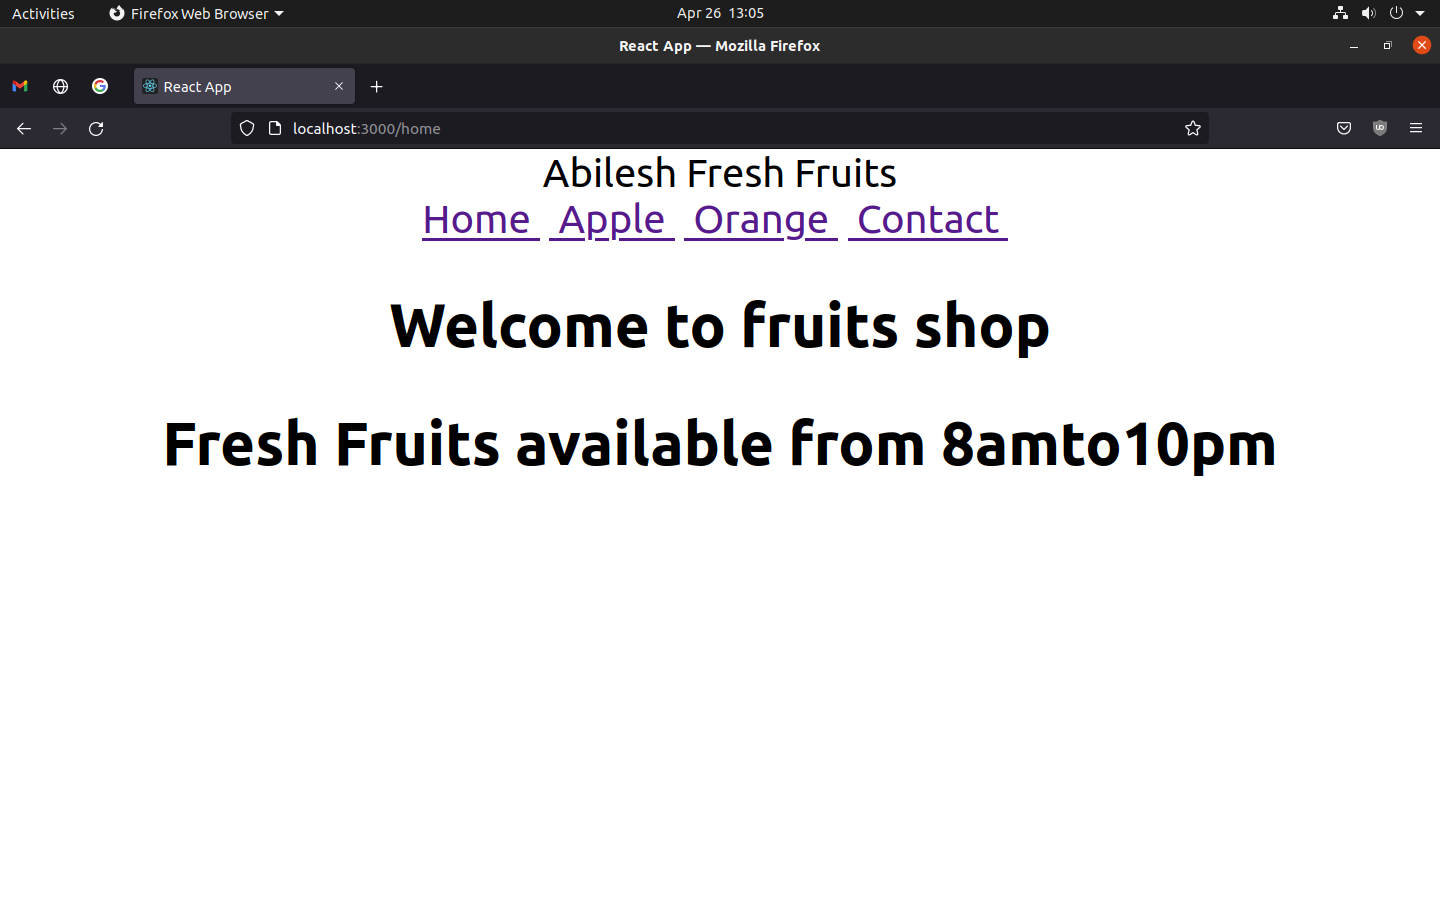 Activities Firefox Web Browser Apr 26 13:05
React App — Mozilla Firefox
React App
localhost:3000/home
Abilesh Fresh Fruits
Home Apple Orange Contact
Welcome to fruits shop
Fresh Fruits available from 8amto10pm